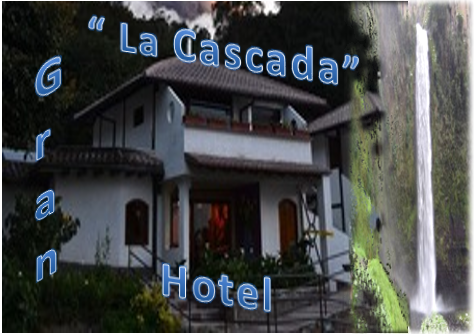 Gran
Hotel
“ La Cascada”